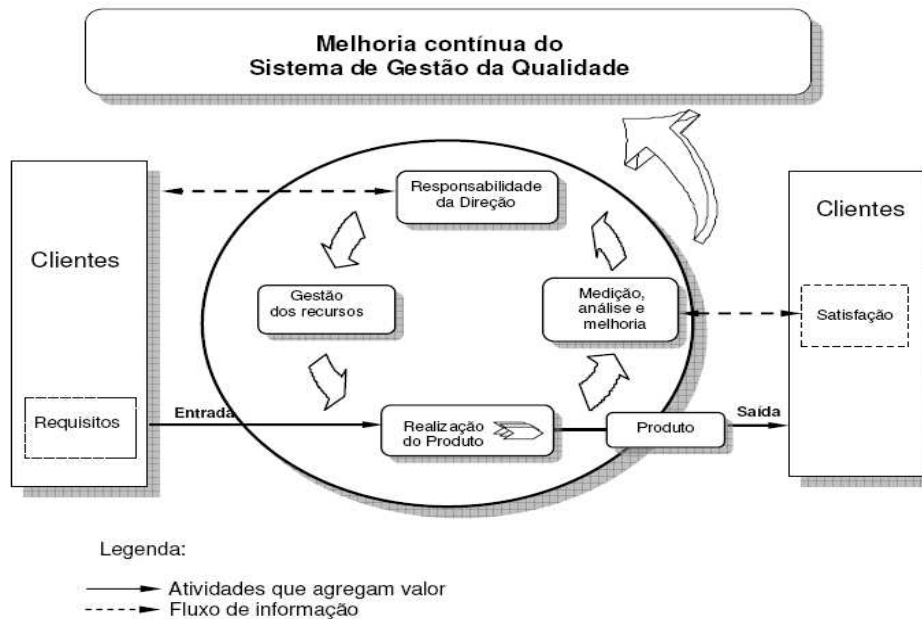 Melhoria contínua do
Sistema de Gestão da Qualidade
Responsabilidade
da Direção
Clientes
Clientes
Gestão
dos recursos
Medição,
análise e
melhoria
Satisfação
Requisitos
Entrada
Realização
do Produto
Produto
Saída
Legenda:
Atividades que agregam valor
Fluxo de informação